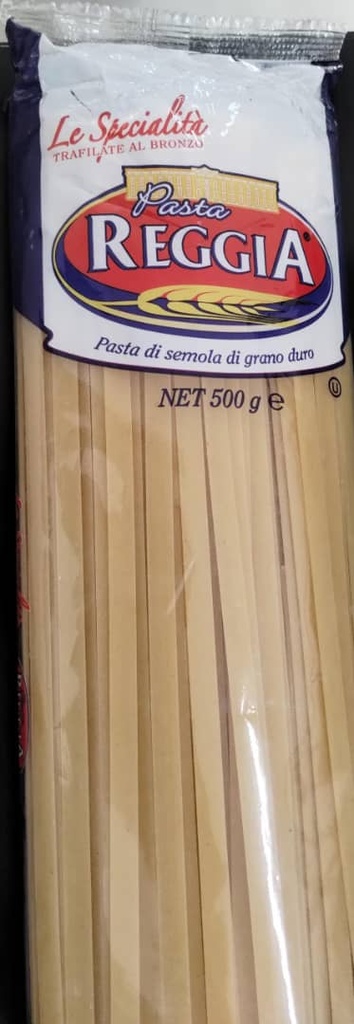 Le Specialità
TRAFILATE AL BRONZO
Pasta
REGGIA®
Pasta di semola di grano duro
NET 500 g e
U